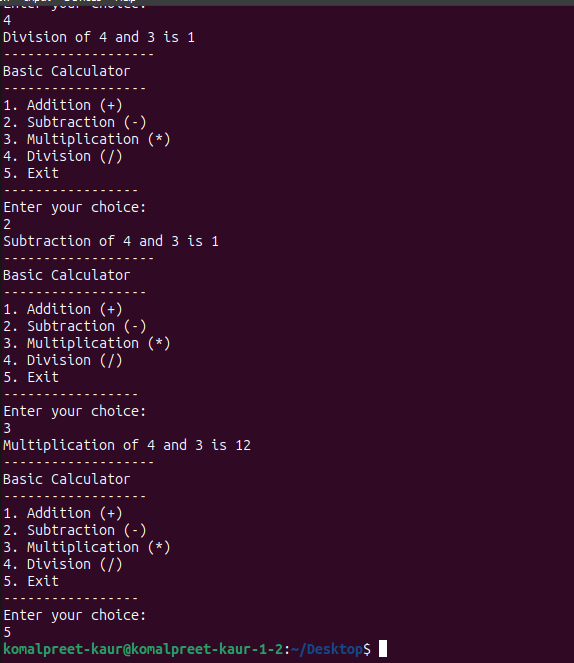 Enter your choice:
4
Division of 4 and 3 is 1
-------------------
Basic Calculator
------------------
1. Addition (+)
2. Subtraction (-)
3. Multiplication (*)
4. Division (/)
5. Exit
-----------------
Enter your choice:
2
Subtraction of 4 and 3 is 1
-------------------
Basic Calculator
------------------
1. Addition (+)
2. Subtraction (-)
3. Multiplication (*)
4. Division (/)
5. Exit
-----------------
Enter your choice:
3
Multiplication of 4 and 3 is 12
-------------------
Basic Calculator
------------------
1. Addition (+)
2. Subtraction (-)
3. Multiplication (*)
4. Division (/)
5. Exit
-----------------
Enter your choice:
5
komalpreet-kaur@komalpreet-kaur-1-2:~/Desktop$